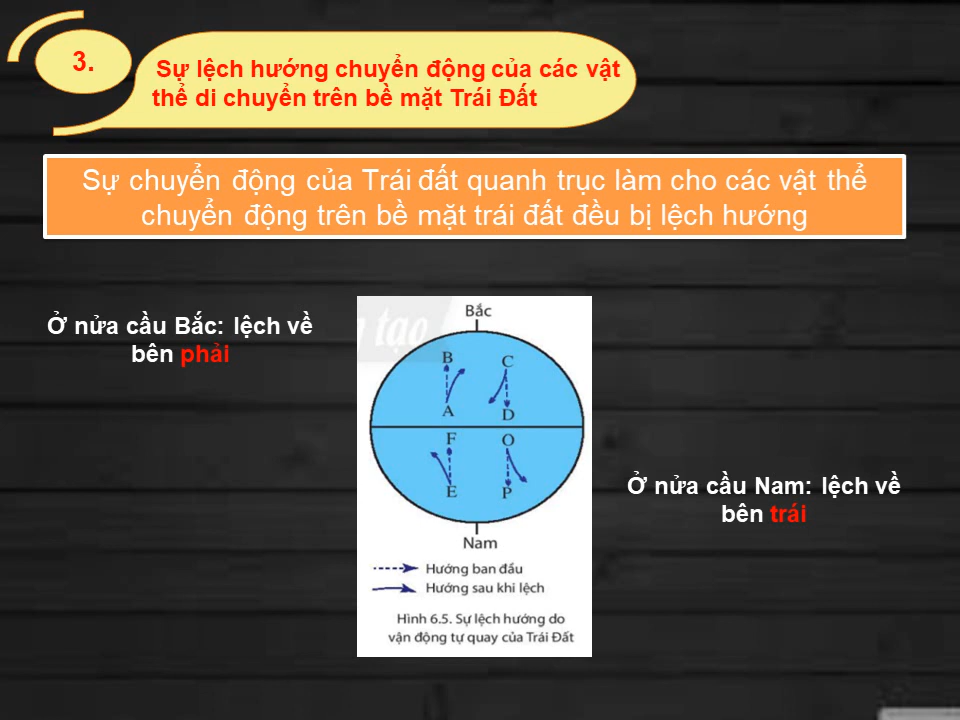 3.
Sự lệch hướng chuyển động của các vật
thể di chuyển trên bề mặt Trái Đất
Sự chuyển động của Trái đất quanh trục làm cho các vật thể
chuyển động trên bề mặt trái đất đều bị lệch hướng
Ở nửa cầu Bắc: lệch về
bên phải
Bắc
tạo
B C
A D
F O
E P
Nam
Hướng ban đầu
Hướng sau khi lệch
Hình 6.5. Sự lệch hướng do
vận động tự quay của Trái Đất
Ở nửa cầu Nam: lệch về
bên trái